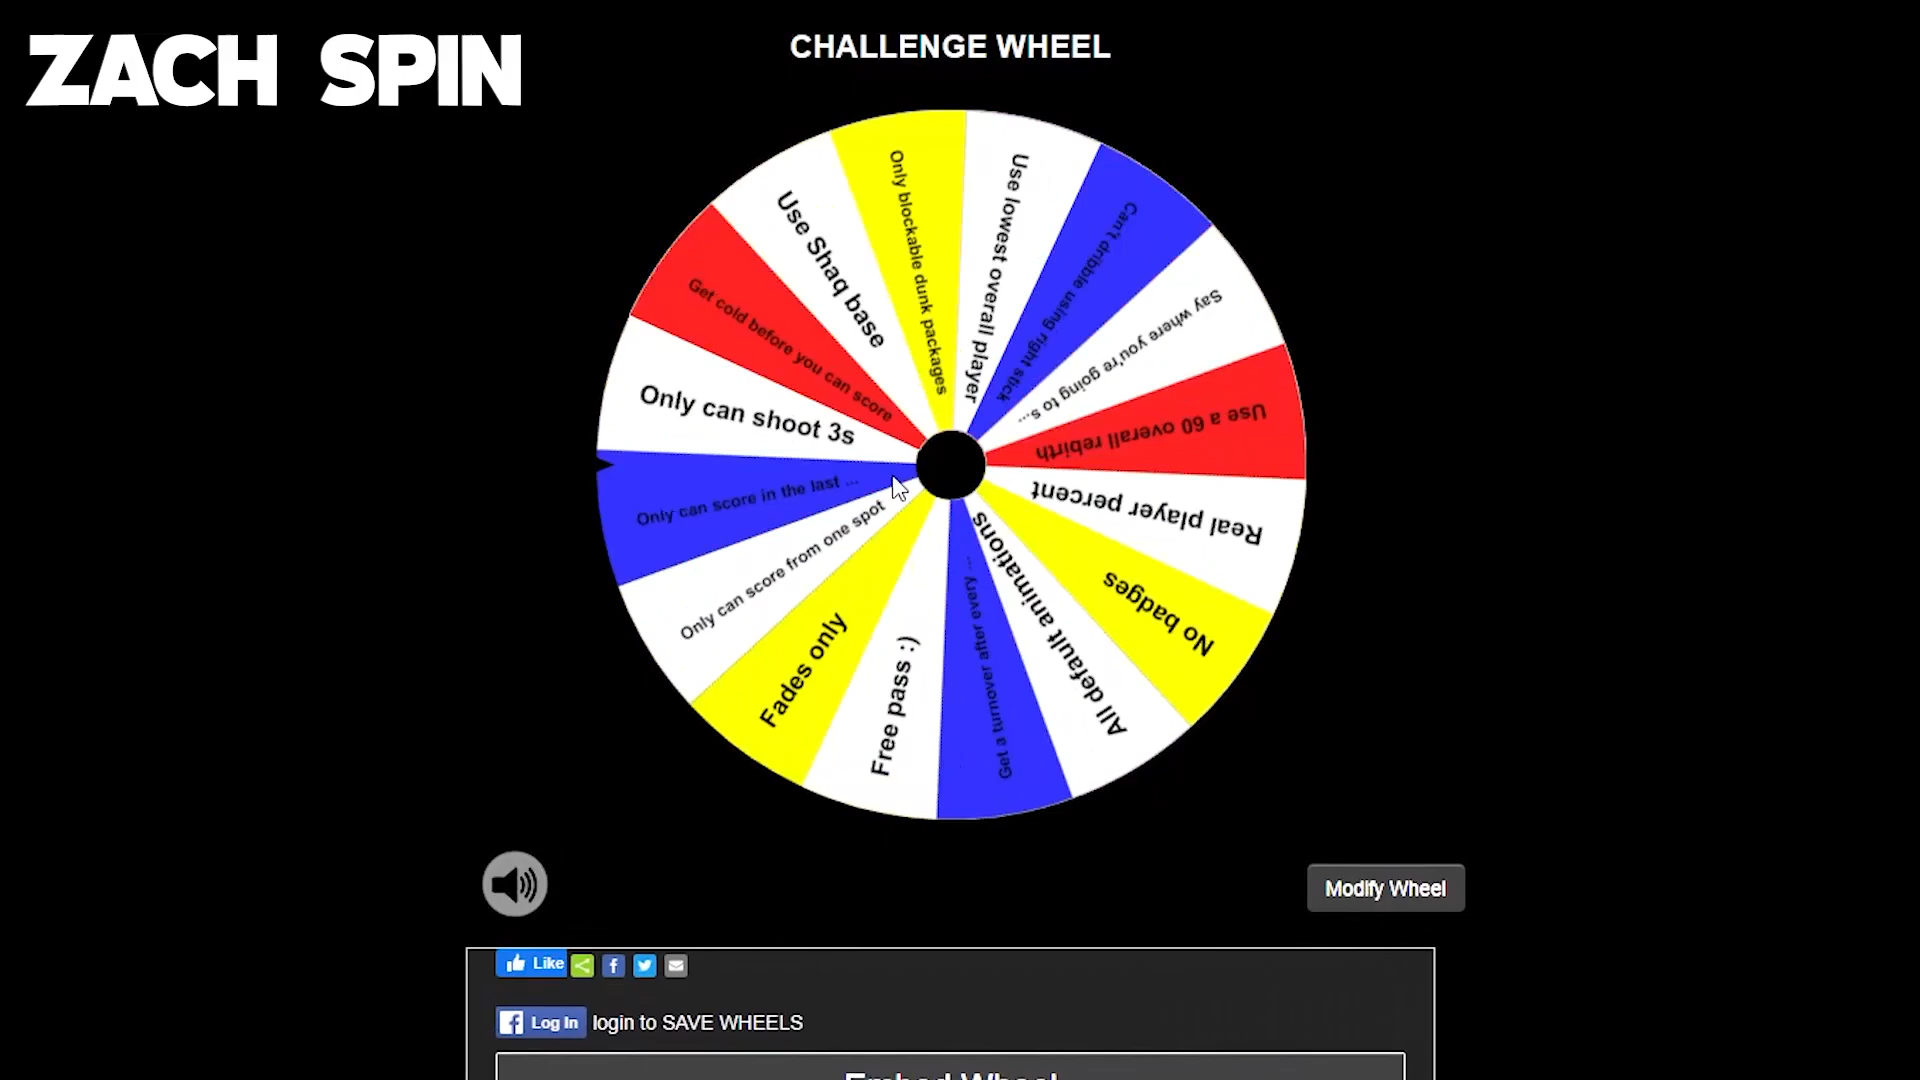 ZACH SPIN
CHALLENGE WHEEL
Only blockable dunk packages
Use lowest overall player
Can't dribble using right stick
Say where you're going to s...
Use a 60 overall rebirth
Real player percent
No badges
All default animations
Get a turnover after every ...
Free pass :)
Fades only
Only can score from one spot
Only can score in the last ...
Only can shoot 3s
Get cold before you can score
Use Shaq base
Modify Wheel
Like
Log In login to SAVE WHEELS
Embed Wheel